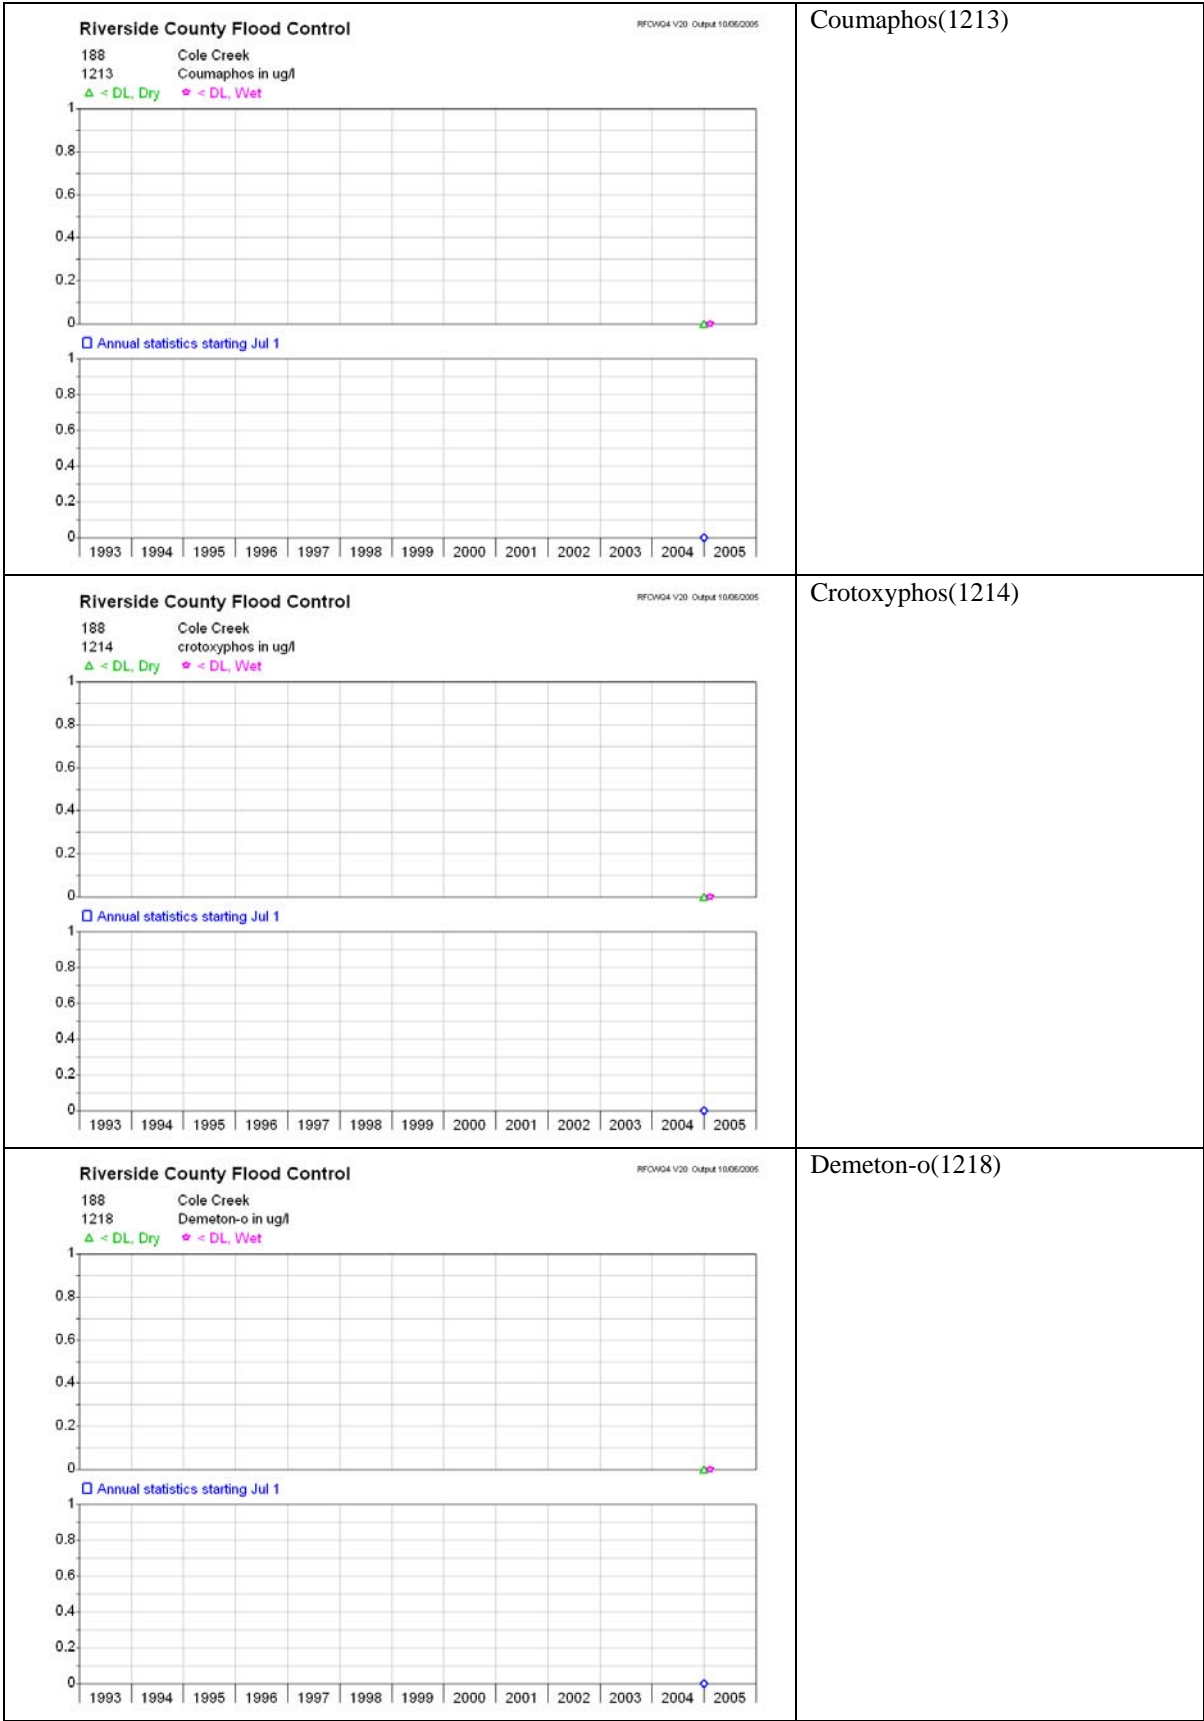 Riverside County Flood Control
RFCWQ4 V20 Output 10/06/2005
188 Cole Creek
1213 Coumaphos in ug/l
< DL, Dry < DL, Wet
1
0.8
0.6
0.4
0.2
0
Annual statistics starting Jul 1
1
0.8
0.6
0.4
0.2
0
1993 1994 1995 1996 1997 1998 1999 2000 2001 2002 2003 2004 2005
Coumaphos(1213)
Riverside County Flood Control
RFCWQ4 V20 Output 10/06/2005
188 Cole Creek
1214 crotoxyphos in ug/l
< DL, Dry < DL, Wet
1
0.8
0.6
0.4
0.2
0
Annual statistics starting Jul 1
1
0.8
0.6
0.4
0.2
0
1993 1994 1995 1996 1997 1998 1999 2000 2001 2002 2003 2004 2005
Crotoxyphos(1214)
Riverside County Flood Control
RFCWQ4 V20 Output 10/06/2005
188 Cole Creek
1218 Demeton-o in ug/l
< DL, Dry < DL, Wet
1
0.8
0.6
0.4
0.2
0
Annual statistics starting Jul 1
1
0.8
0.6
0.4
0.2
0
1993 1994 1995 1996 1997 1998 1999 2000 2001 2002 2003 2004 2005
Demeton-o(1218)